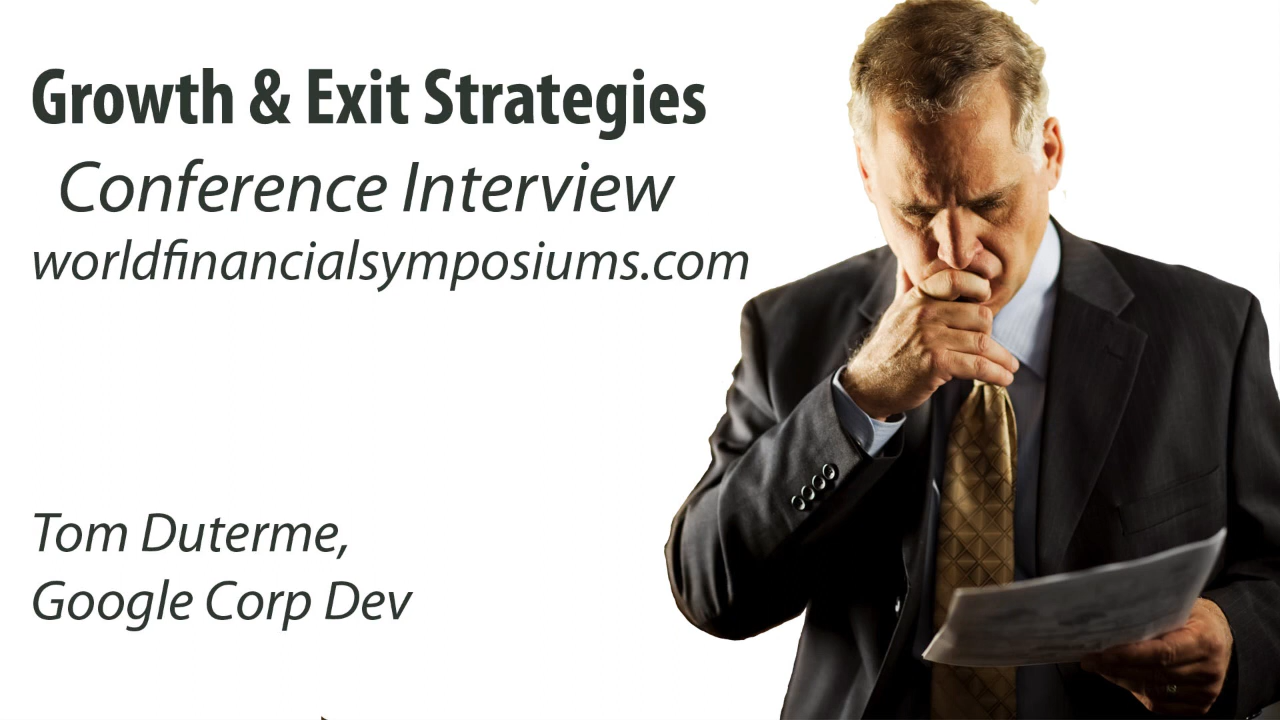 Growth & Exit Strategies
Conference Interview
worldfinancialsymposiums.com
Tom Duterme,
Google Corp Dev